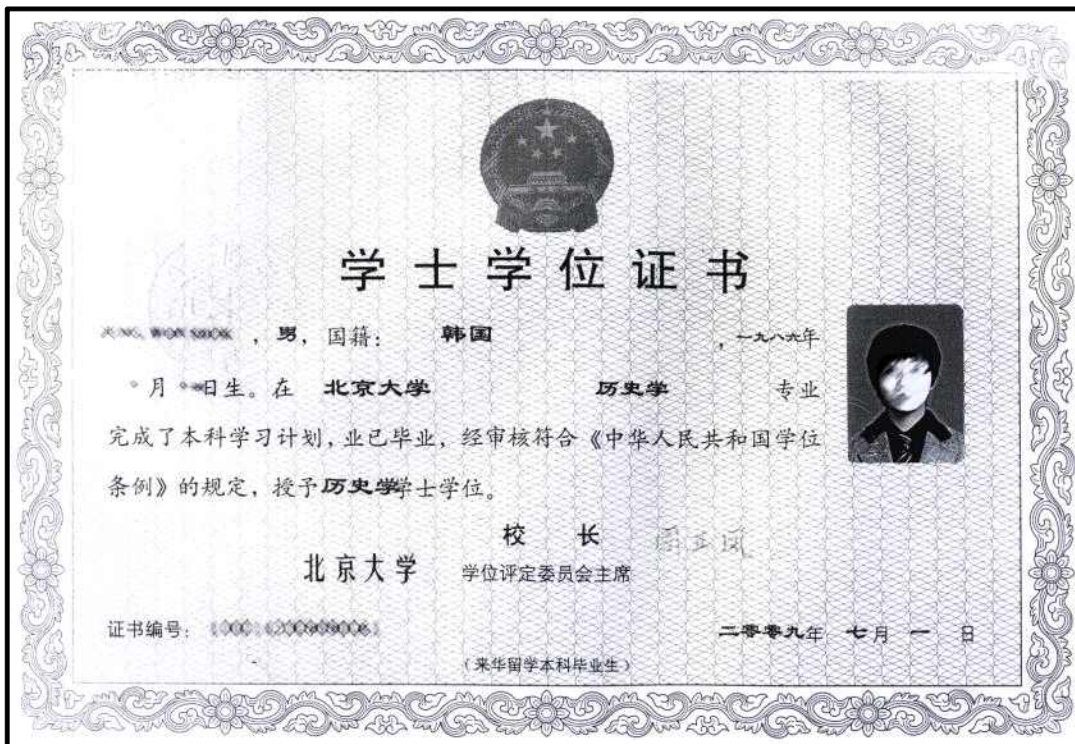 学士学位证书
，男，国籍：韩国，一九八六年
月 日生。在 北京大学 历史学 专业
完成了本科学习计划，业已毕业，经审核符合《中华人民共和国学位
条例》的规定，授予历史学学士学位。
校 长
北京大学 学位评定委员会主席
证书编号： 二零零九年 七月 一 日
（来华留学本科毕业生）